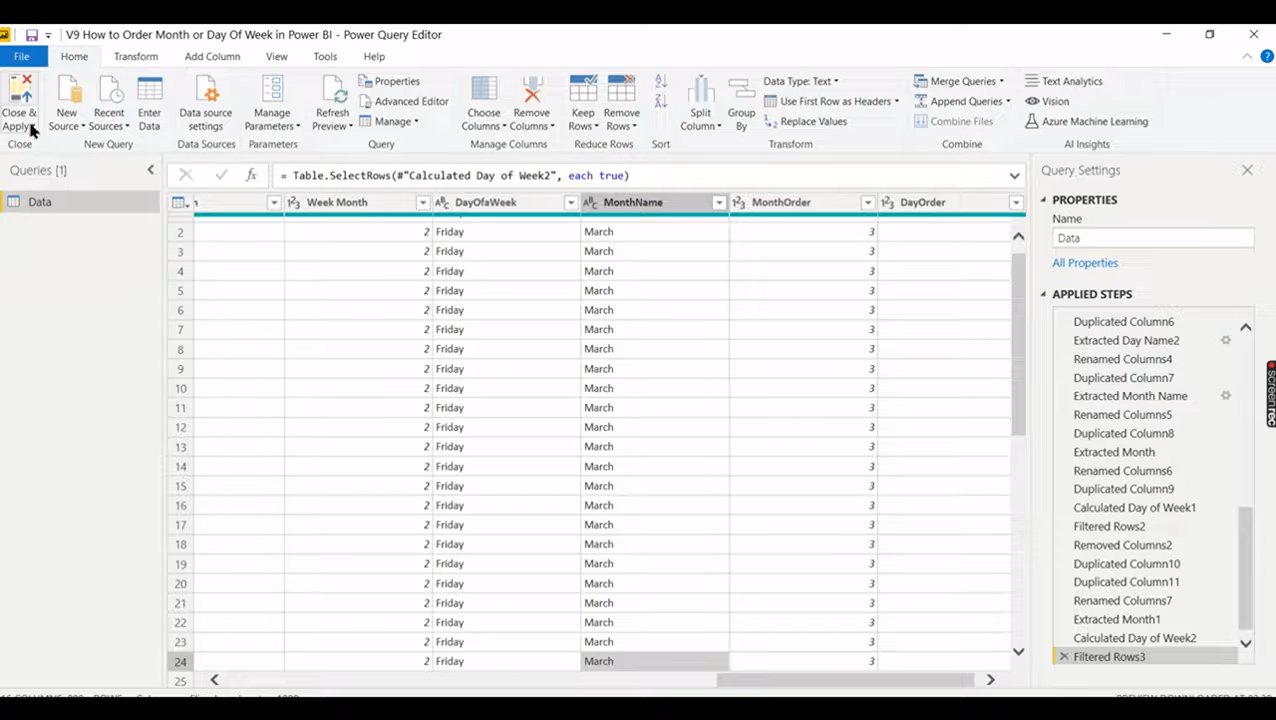 V9 How to Order Month or Day Of Week in Power BI - Power Query Editor
File Home Transform Add Column View Tools Help
Close & Apply
New Source
Recent Sources
Enter Data
Data source settings
Manage Parameters
Refresh Preview
Properties
Advanced Editor
Manage
Choose Columns
Remove Columns
Keep Rows
Remove Rows
Split Column
Group By
Data Type: Text
Use First Row as Headers
Replace Values
Merge Queries
Append Queries
Combine Files
Text Analytics
Vision
Azure Machine Learning
Close New Query Data Sources Parameters Query Manage Columns Reduce Rows Sort Transform Combine AI Insights
Queries [1]
Data
fx = Table.SelectRows(#"Calculated Day of Week2", each true)
1²3 Week Month ABC DayOfaWeek ABC MonthName 1²3 MonthOrder 1²3 DayOrder
2 2 Friday March 3
3 2 Friday March 3
4 2 Friday March 3
5 2 Friday March 3
6 2 Friday March 3
7 2 Friday March 3
8 2 Friday March 3
9 2 Friday March 3
10 2 Friday March 3
11 2 Friday March 3
12 2 Friday March 3
13 2 Friday March 3
14 2 Friday March 3
15 2 Friday March 3
16 2 Friday March 3
17 2 Friday March 3
18 2 Friday March 3
19 2 Friday March 3
20 2 Friday March 3
21 2 Friday March 3
22 2 Friday March 3
23 2 Friday March 3
24 2 Friday March 3
25
Query Settings
PROPERTIES
Name
Data
All Properties
APPLIED STEPS
Duplicated Column6
Extracted Day Name2
Renamed Columns4
Duplicated Column7
Extracted Month Name
Renamed Columns5
Duplicated Column8
Extracted Month
Renamed Columns6
Duplicated Column9
Calculated Day of Week1
Filtered Rows2
Removed Columns2
Duplicated Column10
Duplicated Column11
Renamed Columns7
Extracted Month1
Calculated Day of Week2
Filtered Rows3
screenrec